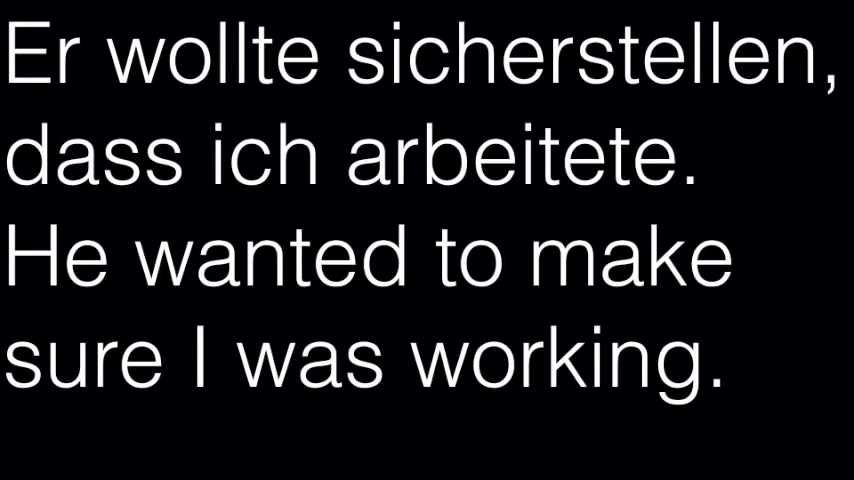 Er wollte sicherstellen,
dass ich arbeitete.
He wanted to make
sure I was working.